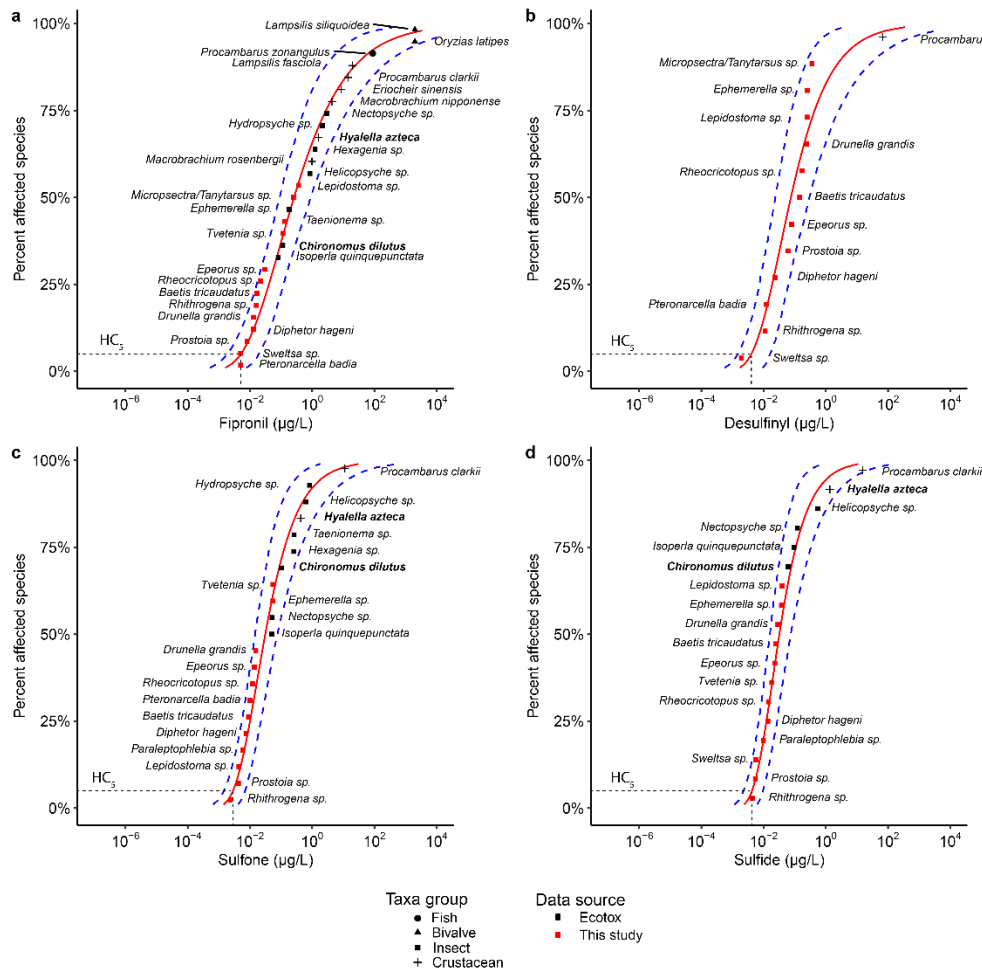 a
Percent affected species
100%
75%
50%
25%
0%
Lampsilis siliquoidea
Oryzias latipes
Procambarus zonangulus
Lampsilis fasciola
Procambarus clarkii
Eriocheir sinensis
Macrobrachium nipponense
Nectopsyche sp.
Hydropsyche sp.
Hyalella azteca
Hexagenia sp.
Macrobrachium rosenbergii
Helicopsyche sp.
Lepidostoma sp.
Micropsectra/Tanytarsus sp.
Ephemerella sp.
Taenionema sp.
Tvetenia sp.
Chironomus dilutus
Isoperla quinquepunctata
Epeorus sp.
Rheocricotopus sp.
Baetis tricaudatus
Rhithrogena sp.
Drunella grandis
Diphetor hageni
Prostoia sp.
Sweltsa sp.
Pteronarcella badia
HC5
10−6 10−4 10−2 100 102 104
Fipronil (µg/L)
b
Percent affected species
100%
75%
50%
25%
0%
Procambaru
Micropsectra/Tanytarsus sp.
Ephemerella sp.
Lepidostoma sp.
Drunella grandis
Rheocricotopus sp.
Baetis tricaudatus
Epeorus sp.
Prostoia sp.
Diphetor hageni
Pteronarcella badia
Rhithrogena sp.
Sweltsa sp.
HC5
10−6 10−4 10−2 100 102 104
Desulfinyl (µg/L)
c
Percent affected species
100%
75%
50%
25%
0%
Procambarus clarkii
Hydropsyche sp.
Helicopsyche sp.
Hyalella azteca
Taenionema sp.
Hexagenia sp.
Chironomus dilutus
Tvetenia sp.
Ephemerella sp.
Nectopsyche sp.
Isoperla quinquepunctata
Drunella grandis
Epeorus sp.
Rheocricotopus sp.
Pteronarcella badia
Baetis tricaudatus
Diphetor hageni
Paraleptophlebia sp.
Lepidostoma sp.
Prostoia sp.
Rhithrogena sp.
HC5
10−6 10−4 10−2 100 102 104
Sulfone (µg/L)
d
Percent affected species
100%
75%
50%
25%
0%
Procambarus clarkii
Hyalella azteca
Helicopsyche sp.
Nectopsyche sp.
Isoperla quinquepunctata
Chironomus dilutus
Lepidostoma sp.
Ephemerella sp.
Drunella grandis
Baetis tricaudatus
Epeorus sp.
Tvetenia sp.
Rheocricotopus sp.
Diphetor hageni
Paraleptophlebia sp.
Sweltsa sp.
Prostoia sp.
Rhithrogena sp.
HC5
10−6 10−4 10−2 100 102 104
Sulfide (µg/L)
Taxa group
Fish
Bivalve
Insect
Crustacean
Data source
Ecotox
This study